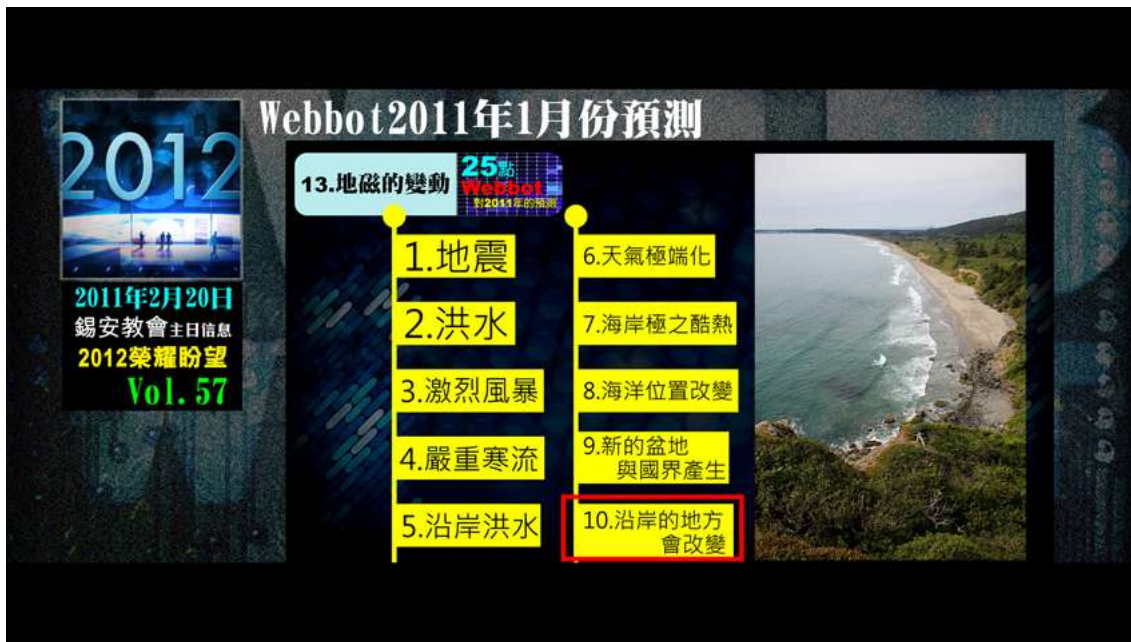 Webbot2011年1月份預測
2012
2011年2月20日
錫安教會主日信息
2012榮耀盼望
Vol. 57
13.地磁的變動
25點
Webbot
對2011年的預測
1.地震
2.洪水
3.激烈風暴
4.嚴重寒流
5.沿岸洪水
6.天氣極端化
7.海岸極之酷熱
8.海洋位置改變
9.新的盆地
與國界產生
10.沿岸的地方
會改變